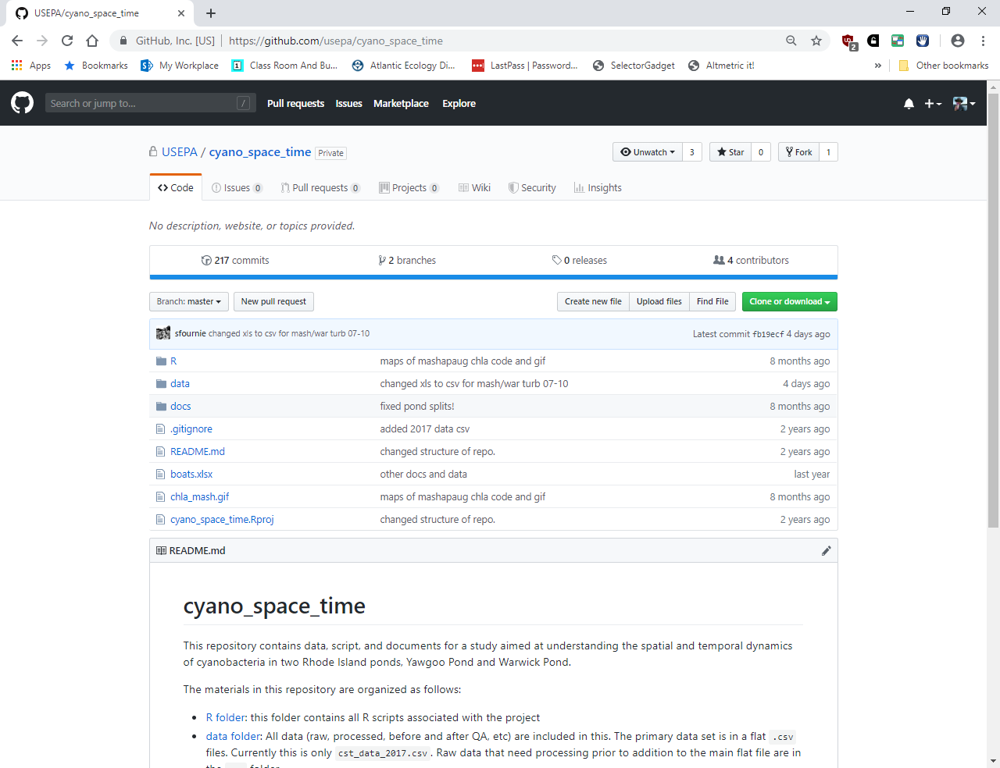 USEPA/cyano_space_time
GitHub, Inc. [US] | https://github.com/usepa/cyano_space_time
2
Apps Bookmarks My Workplace Class Room And Bu... Atlantic Ecology Di... LastPass | Password... SelectorGadget Altmetric it! » Other bookmarks
Search or jump to... / Pull requests Issues Marketplace Explore
USEPA / cyano_space_time Private Unwatch 3 Star 0 Fork 1
Code Issues 0 Pull requests 0 Projects 0 Wiki Security Insights
No description, website, or topics provided.
217 commits 2 branches 0 releases 4 contributors
Branch: master New pull request Create new file Upload files Find File Clone or download
sfournie changed xls to csv for mash/war turb 07-10 Latest commit fb19ecf 4 days ago
R maps of mashapaug chla code and gif 8 months ago
data changed xls to csv for mash/war turb 07-10 4 days ago
docs fixed pond splits! 8 months ago
.gitignore added 2017 data csv 2 years ago
README.md changed structure of repo. 2 years ago
boats.xlsx other docs and data last year
chla_mash.gif maps of mashapaug chla code and gif 8 months ago
cyano_space_time.Rproj changed structure of repo. 2 years ago
README.md
cyano_space_time
This repository contains data, script, and documents for a study aimed at understanding the spatial and temporal dynamics
of cyanobacteria in two Rhode Island ponds, Yawgoo Pond and Warwick Pond.
The materials in this repository are organized as follows:
• R folder: this folder contains all R scripts associated with the project
• data folder: All data (raw, processed, before and after QA, etc) are included in this. The primary data set is in a flat .csv
files. Currently this is only cst_data_2017.csv. Raw data that need processing prior to addition to the main flat file are in